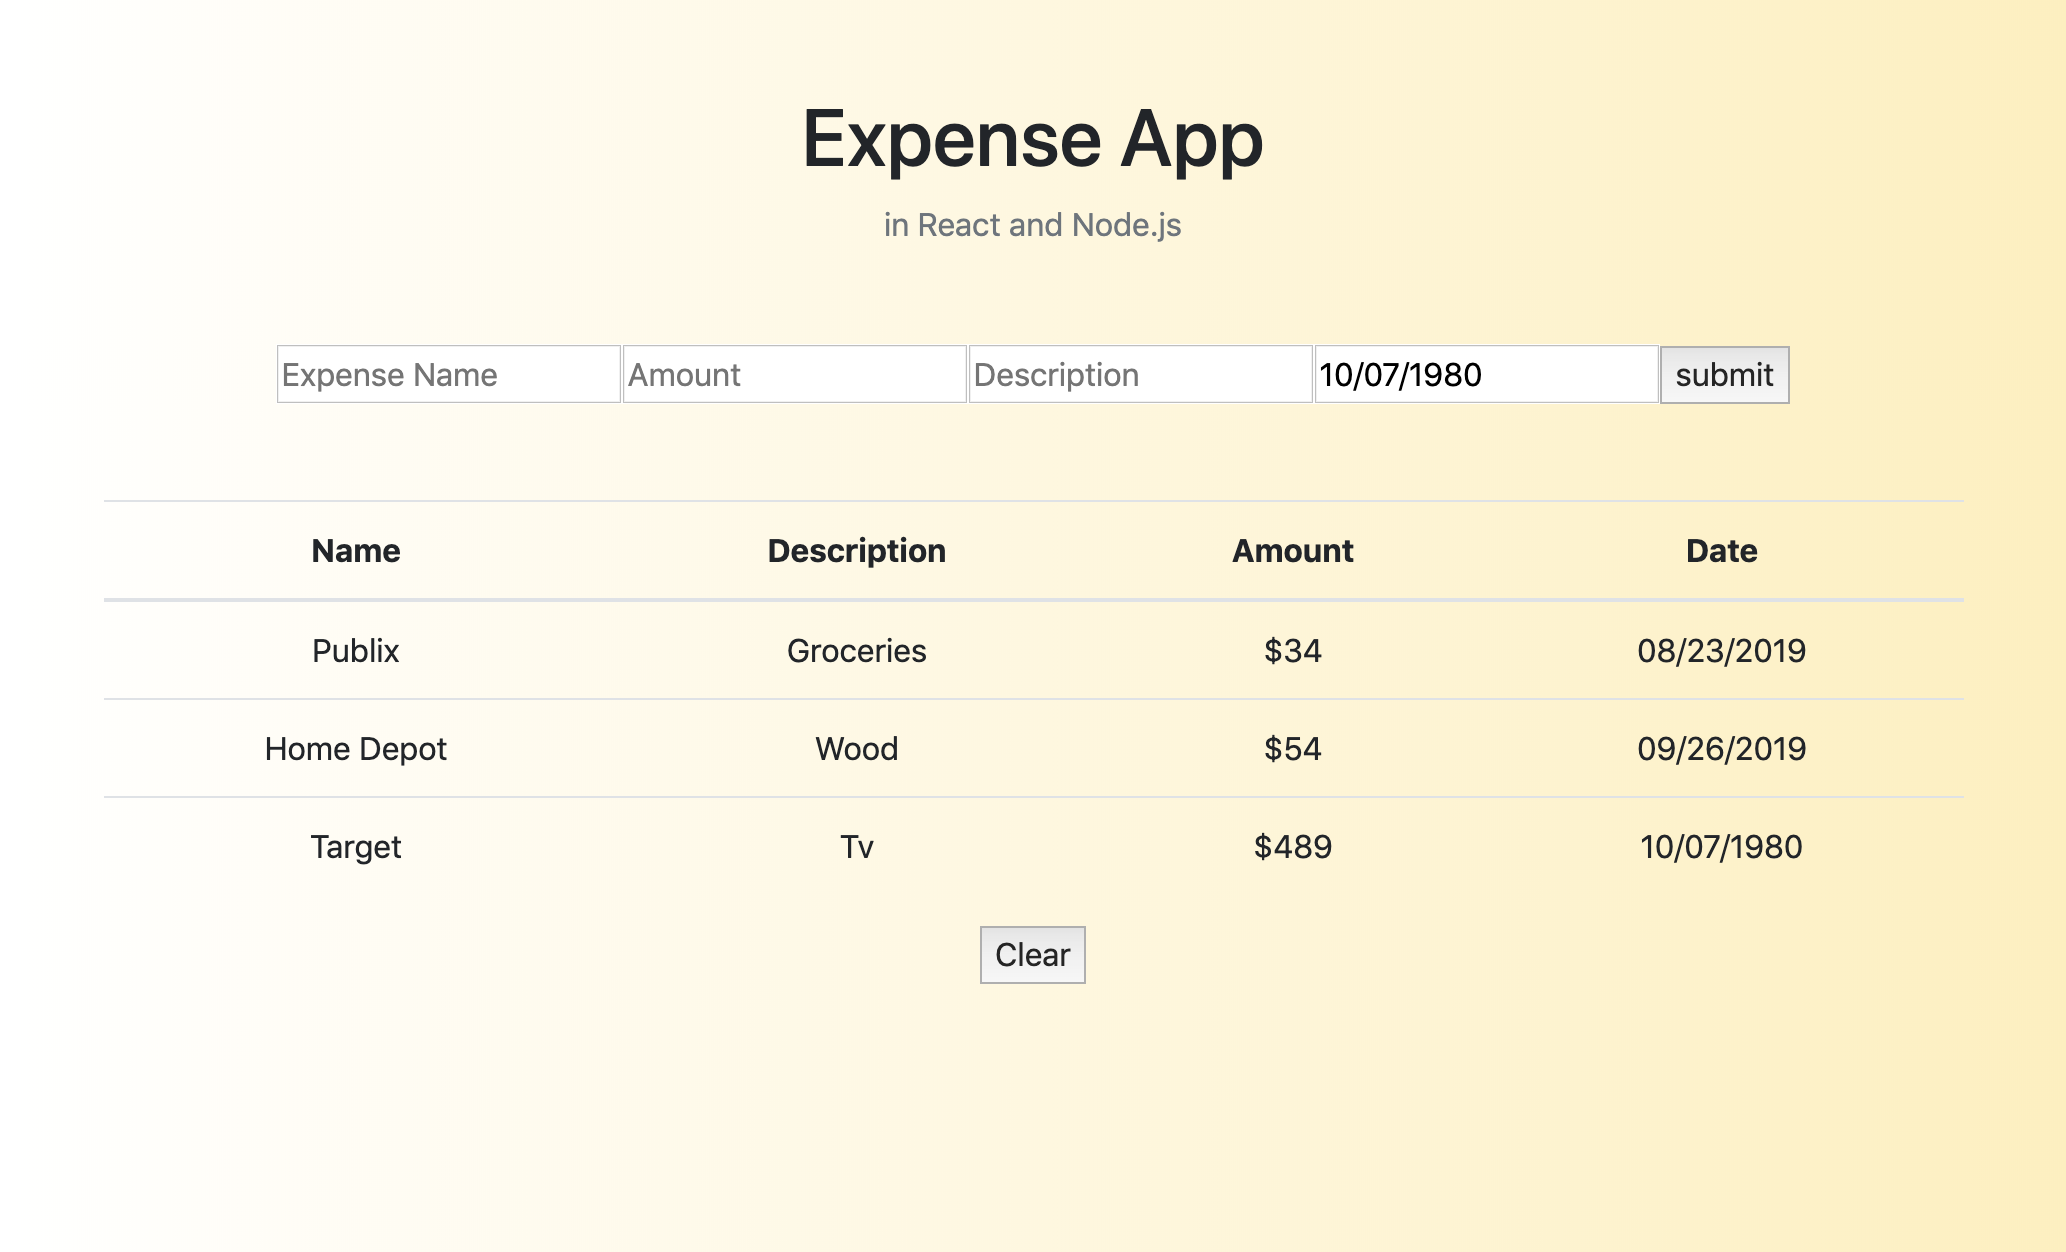 Expense App
in React and Node.js
Expense Name Amount Description 10/07/1980 submit
Name Description Amount Date
Publix Groceries $34 08/23/2019
Home Depot Wood $54 09/26/2019
Target Tv $489 10/07/1980
Clear